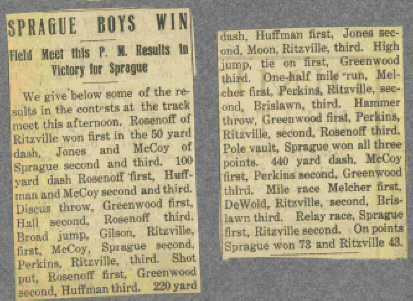 SPRAGUE BOYS WIN
Field Meet this P. M. Results in
Victory for Sprague
We give below some of the re-
sults in the contests at the track
meet this afternoon. Rosenoff of
Ritzville won first in the 50 yard
dash, Jones and McCoy of
Sprague second and third. 100
yard dash Rosenoff first, Huff-
man and McCoy second and third.
Discus throw, Greenwood first,
Hall second, Rosenoff third.
Broad jump, Gilson, Ritzville,
first, McCoy, Sprague second,
Perkins, Ritzville, third. Shot
put, Rosenoff first, Greenwood
second, Huffman third. 220 yard
dash, Huffman first, Jones sec-
ond, Moon, Ritzville, third. High
jump, tie on first, Greenwood
third. One-half mile run, Mel-
cher first, Perkins, Ritzville, sec-
ond, Brislawn, third. Hammer
throw, Greenwood first, Perkins,
Ritzville, second, Rosenoff third.
Pole vault, Sprague won all three
points. 440 yard dash, McCoy
first, Perkins second, Greenwood
third. Mile race Melcher first,
DeWold, Ritzville, second, Bris-
lawn third. Relay race, Sprague
first, Ritzville second. On points
Sprague won 73 and Ritzville 43.